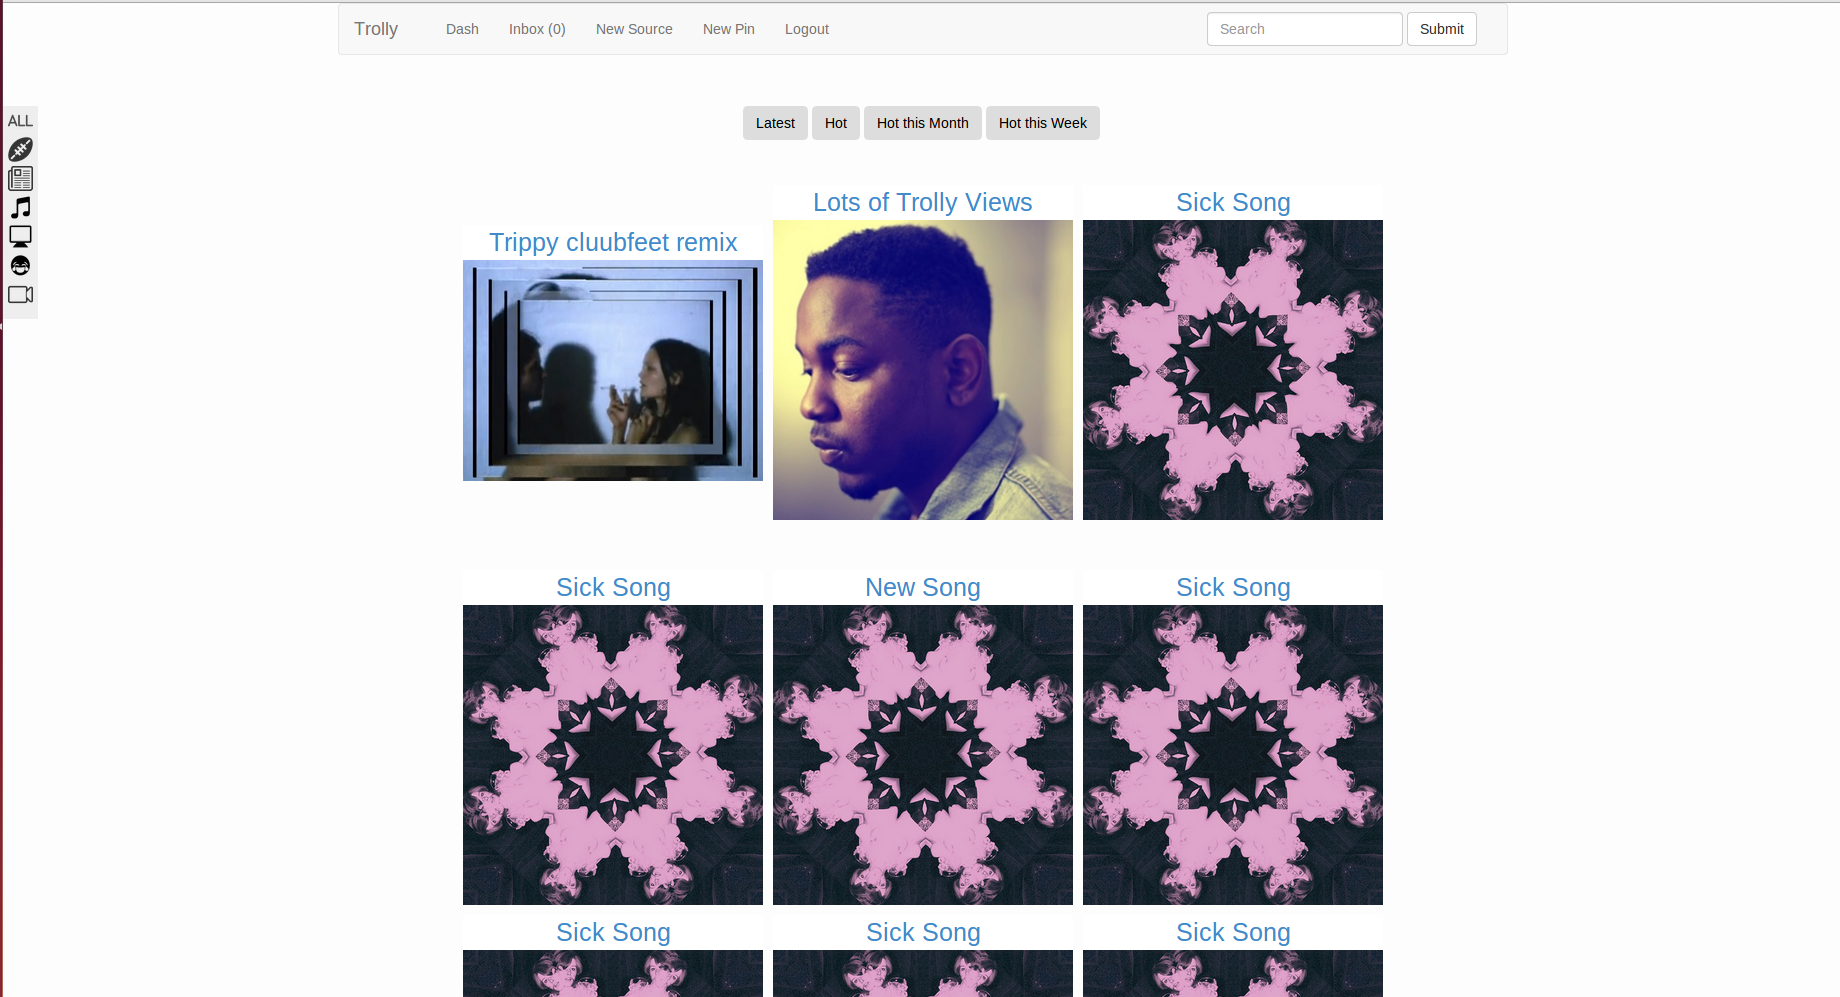 Trolly Dash Inbox (0) New Source New Pin Logout Search Submit
ALL
Latest Hot Hot this Month Hot this Week
Trippy cluubfeet remix
Lots of Trolly Views
Sick Song
Sick Song
New Song
Sick Song
Sick Song
Sick Song
Sick Song